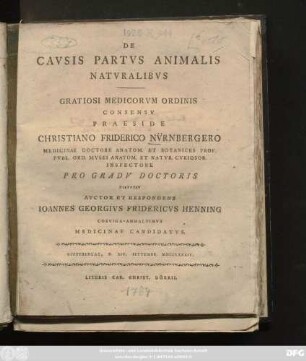 DE
CAVSIS PARTVS ANIMALIS
NATVRALIBVS
GRATIOSI MEDICORVM ORDINIS
CONSENSV
PRAESIDE
CHRISTIANO FRIDERICO NVRNBERGERO
MEDICINAE DOCTORE ANATOM. ET BOTANICES PROF.
PVBL. ORD. MVSEI ANATOM. ET NATVR. CVRIOSOR.
INSPECTORE
PRO GRADV DOCTORIS
DISPVTAT
AVCTOR ET RESPONDENS
IOANNES GEORGIVS FRIDERICVS HENNING
MEDICINAE CANDIDATVS.
LITERIS CAR. CHRIST. DÜRRII.